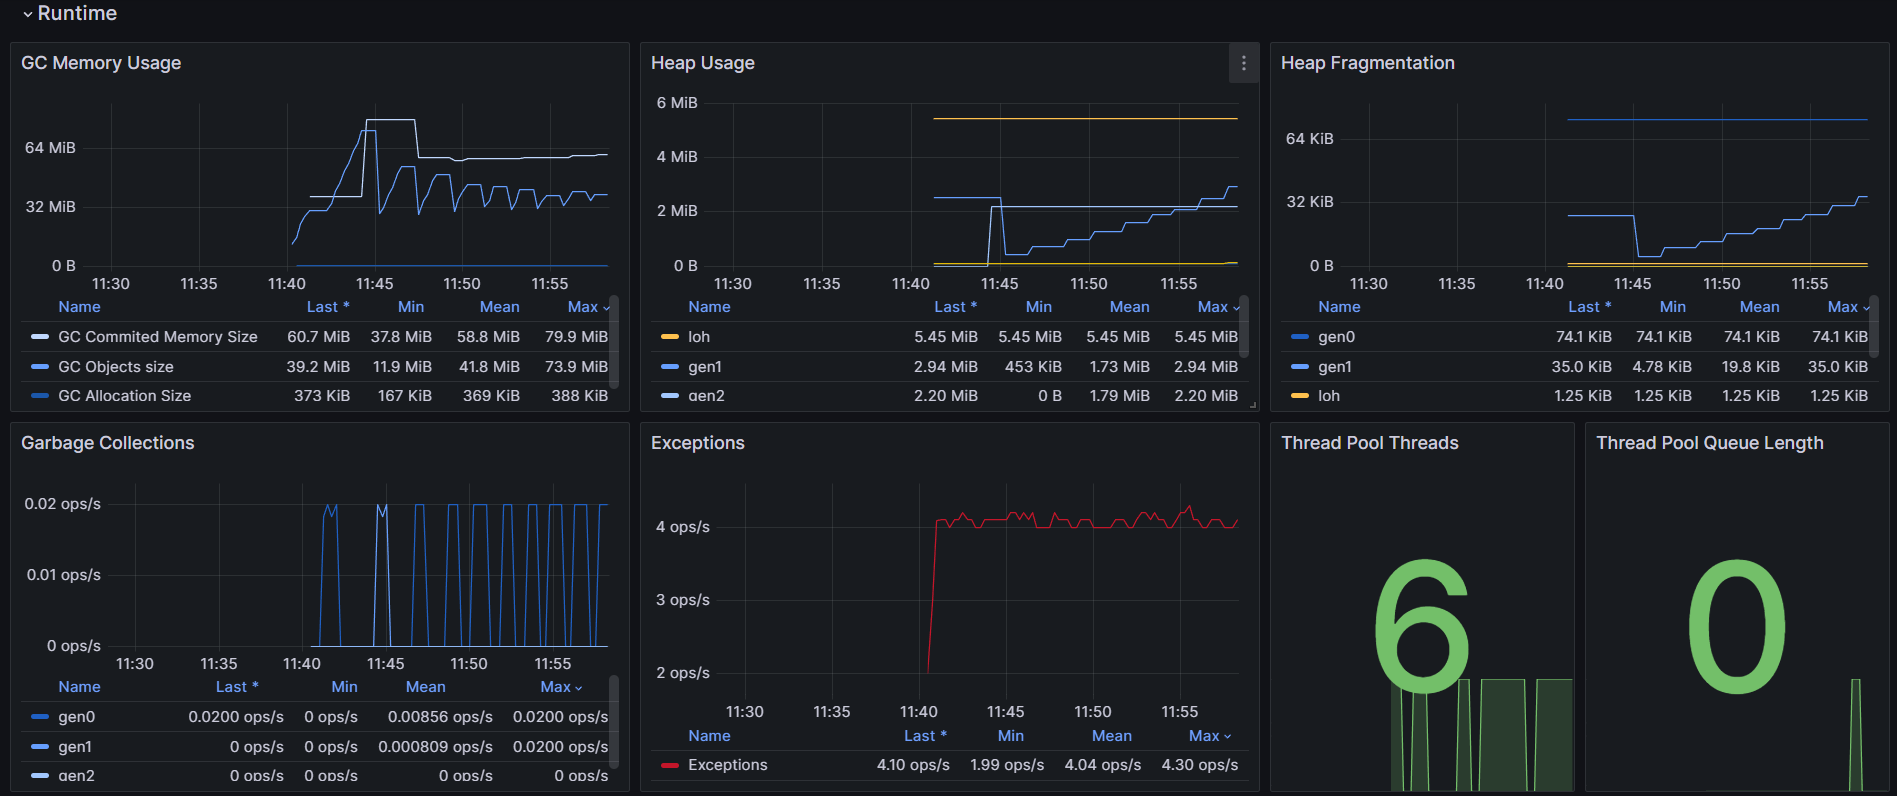 Runtime
GC Memory Usage
64 MiB
32 MiB
0 B
11:30 11:35 11:40 11:45 11:50 11:55
Name Last * Min Mean Max
GC Commited Memory Size 60.7 MiB 37.8 MiB 58.8 MiB 79.9 MiB
GC Objects size 39.2 MiB 11.9 MiB 41.8 MiB 73.9 MiB
GC Allocation Size 373 KiB 167 KiB 369 KiB 388 KiB
Heap Usage
6 MiB
4 MiB
2 MiB
0 B
11:30 11:35 11:40 11:45 11:50 11:55
Name Last * Min Mean Max
loh 5.45 MiB 5.45 MiB 5.45 MiB 5.45 MiB
gen1 2.94 MiB 453 KiB 1.73 MiB 2.94 MiB
gen2 2.20 MiB 0 B 1.79 MiB 2.20 MiB
Heap Fragmentation
64 KiB
32 KiB
0 B
11:30 11:35 11:40 11:45 11:50 11:55
Name Last * Min Mean Max
gen0 74.1 KiB 74.1 KiB 74.1 KiB 74.1 KiB
gen1 35.0 KiB 4.78 KiB 19.8 KiB 35.0 KiB
loh 1.25 KiB 1.25 KiB 1.25 KiB 1.25 KiB
Garbage Collections
0.02 ops/s
0.01 ops/s
0 ops/s
11:30 11:35 11:40 11:45 11:50 11:55
Name Last * Min Mean Max
gen0 0.0200 ops/s 0 ops/s 0.00856 ops/s 0.0200 ops/s
gen1 0 ops/s 0 ops/s 0.000809 ops/s 0.0200 ops/s
gen2 0 ops/s 0 ops/s 0 ops/s 0 ops/s
Exceptions
4 ops/s
3 ops/s
2 ops/s
11:30 11:35 11:40 11:45 11:50 11:55
Name Last * Min Mean Max
Exceptions 4.10 ops/s 1.99 ops/s 4.04 ops/s 4.30 ops/s
Thread Pool Threads
6
Thread Pool Queue Length
0